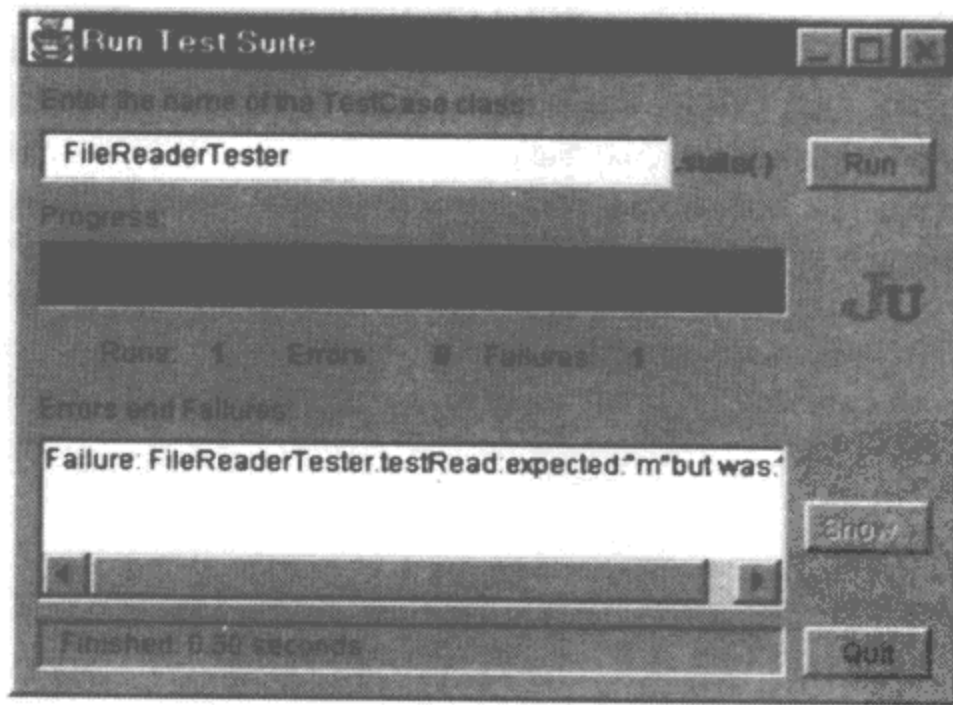 Run Test Suite
Enter the name of the TestCase class:
FileReaderTester
.suite()
Run
Progress:
JU
Runs: 1 Errors: 0 Failures: 1
Errors and Failures:
Failure: FileReaderTester.testRead:expected:"m"but was:"
Show...
Finished: 0.50 seconds
Quit